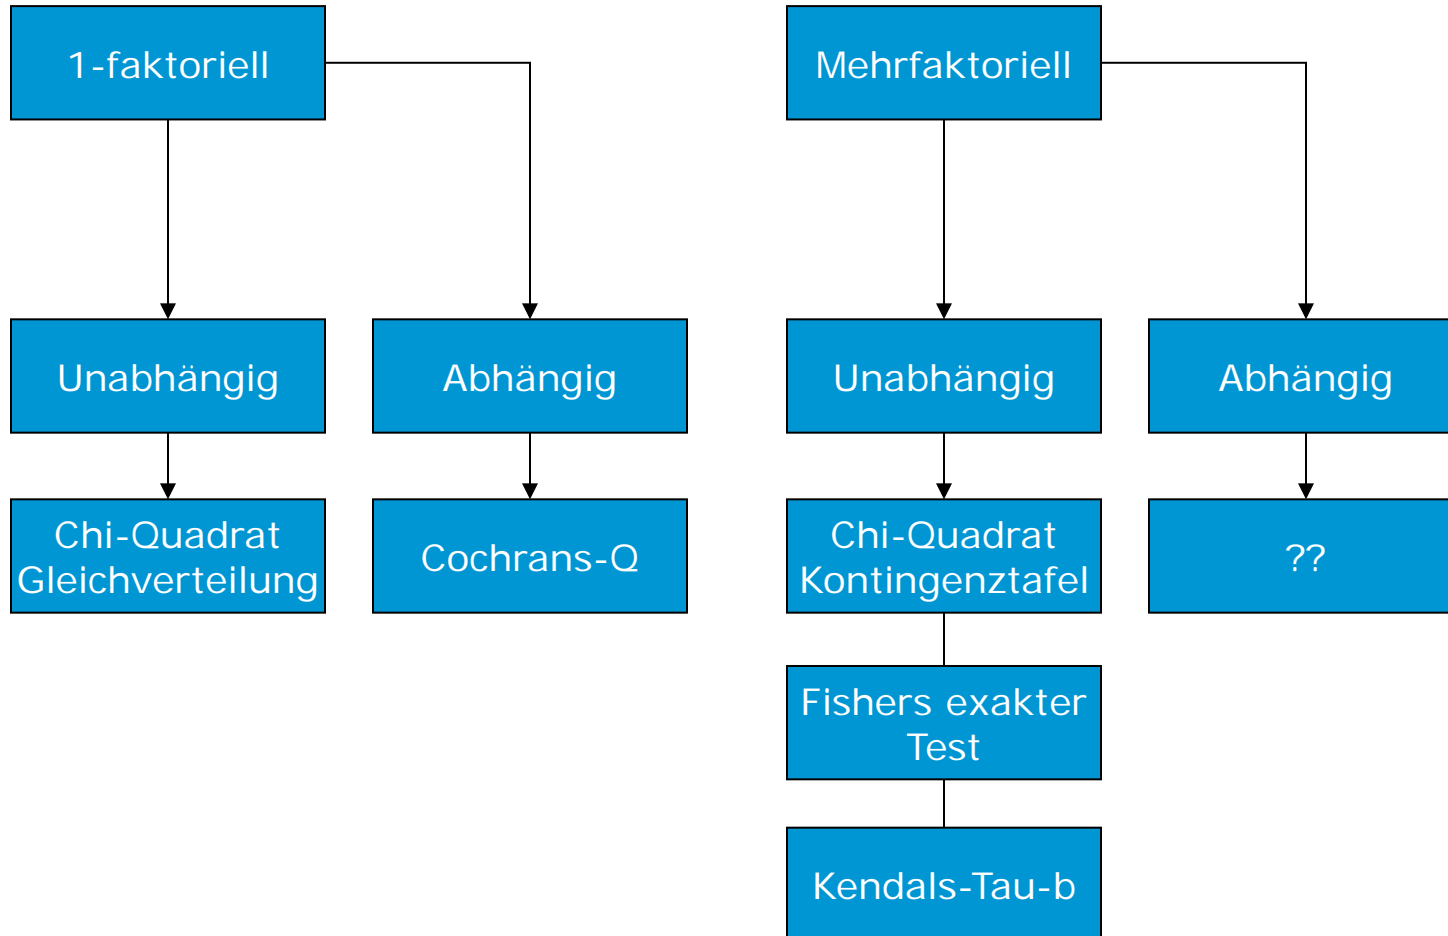 1-faktoriell
Mehrfaktoriell
Unabhängig
Abhängig
Unabhängig
Abhängig
Chi-Quadrat
Gleichverteilung
Cochrans-Q
Chi-Quadrat
Kontingenztafel
??
Fishers exakter
Test
Kendals-Tau-b